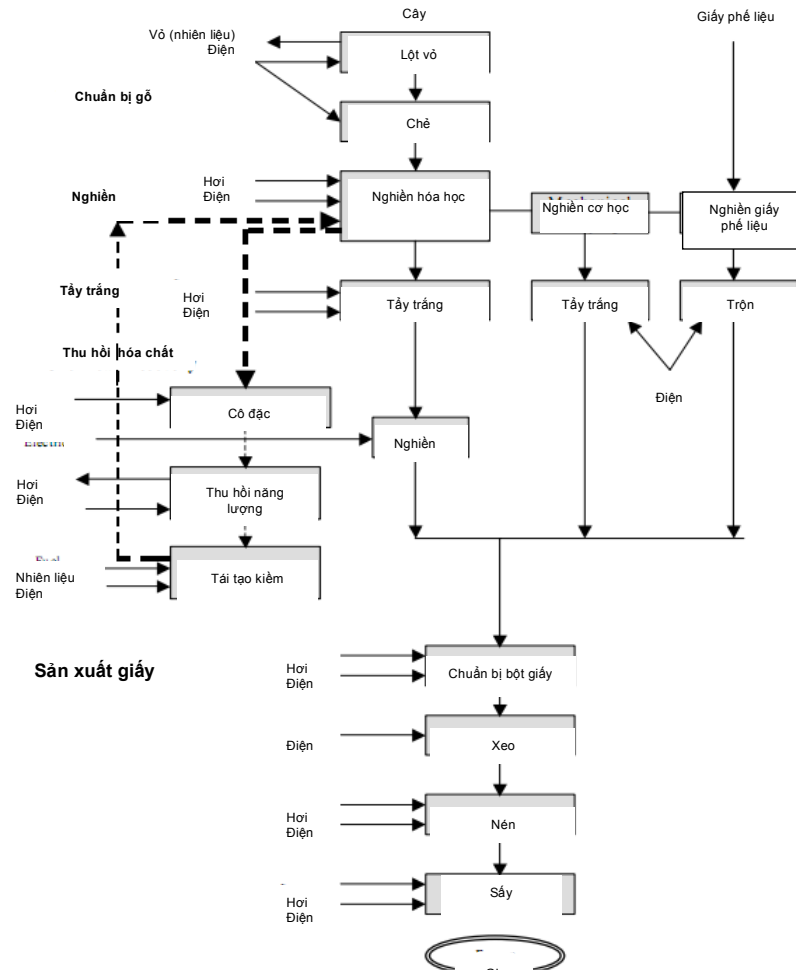 Cây
Giấy phế liệu
Vỏ (nhiên liệu)
Điện
Lột vỏ
Chuẩn bị gỗ
Chẻ
Nghiền
Hơi
Điện
Nghiền hóa học
Nghiền cơ học
Nghiền giấy
phế liệu
Tẩy trắng
Hơi
Điện
Tẩy trắng
Tẩy trắng
Trộn
Thu hồi hóa chất
Điện
Hơi
Điện
Cô đặc
Nghiền
Hơi
Điện
Thu hồi năng
lượng
Nhiên liệu
Điện
Tái tạo kiềm
Sản xuất giấy
Hơi
Điện
Chuẩn bị bột giấy
Điện
Xeo
Hơi
Điện
Nén
Hơi
Điện
Sấy